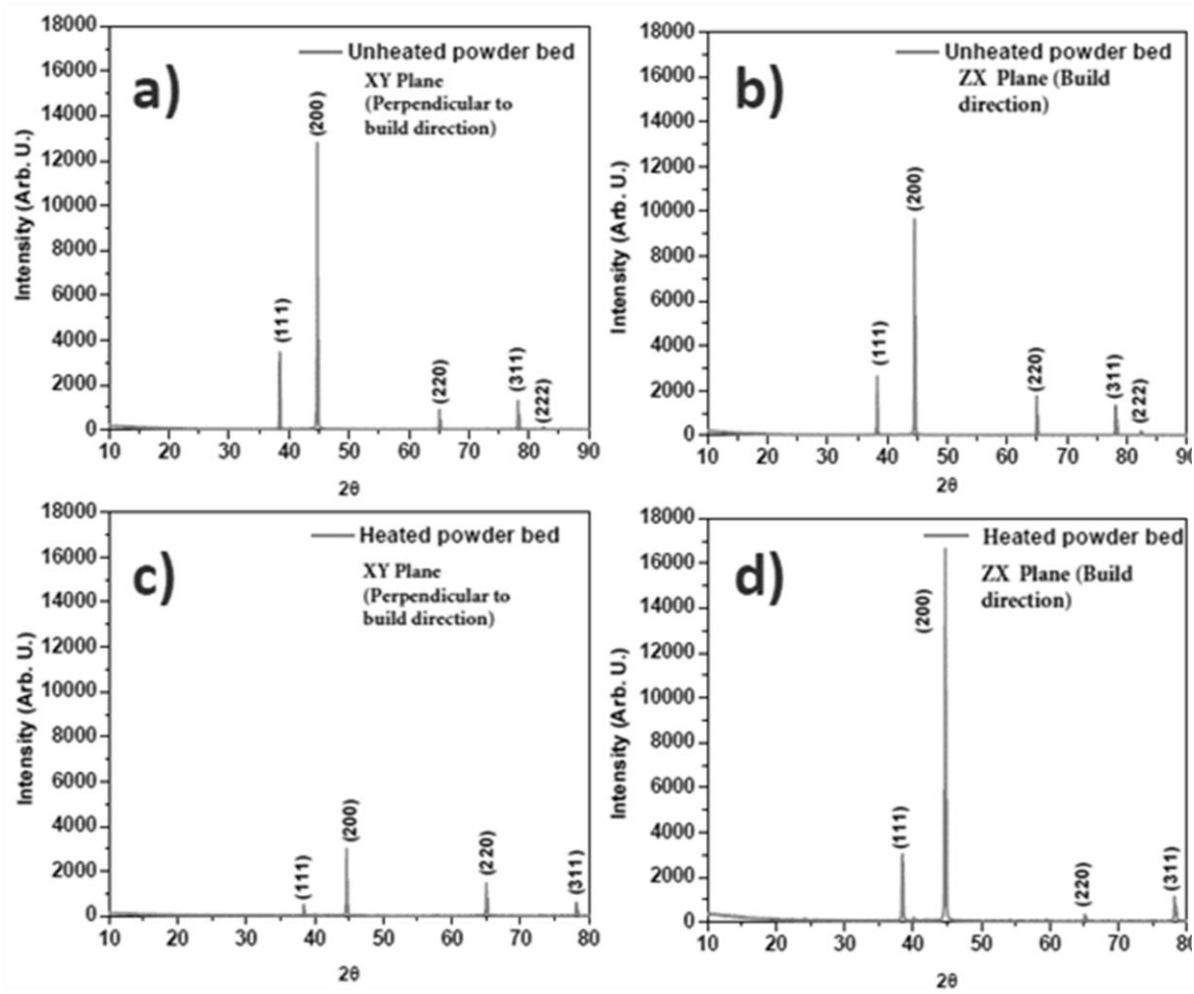 18000
16000
14000
12000
10000
8000
6000
4000
2000
0
Intensity (Arb. U.)
a)
Unheated powder bed
XY Plane
(Perpendicular to
build direction)
(111)
(200)
(220)
(311)
(222)
10 20 30 40 50 60 70 80 90
2θ
18000
16000
14000
12000
10000
8000
6000
4000
2000
0
Intensity (Arb. U.)
b)
Unheated powder bed
ZX Plane (Build
direction)
(111)
(200)
(220)
(311)
(222)
10 20 30 40 50 60 70 80 90
2θ
18000
16000
14000
12000
10000
8000
6000
4000
2000
0
Intensity (Arb. U.)
c)
Heated powder bed
XY Plane
(Perpendicular to
build direction)
(111)
(200)
(220)
(311)
10 20 30 40 50 60 70 80
2θ
18000
16000
14000
12000
10000
8000
6000
4000
2000
0
Intensity (Arb. U.)
d)
Heated powder bed
ZX Plane (Build
direction)
(111)
(200)
(220)
(311)
10 20 30 40 50 60 70 80
2θ